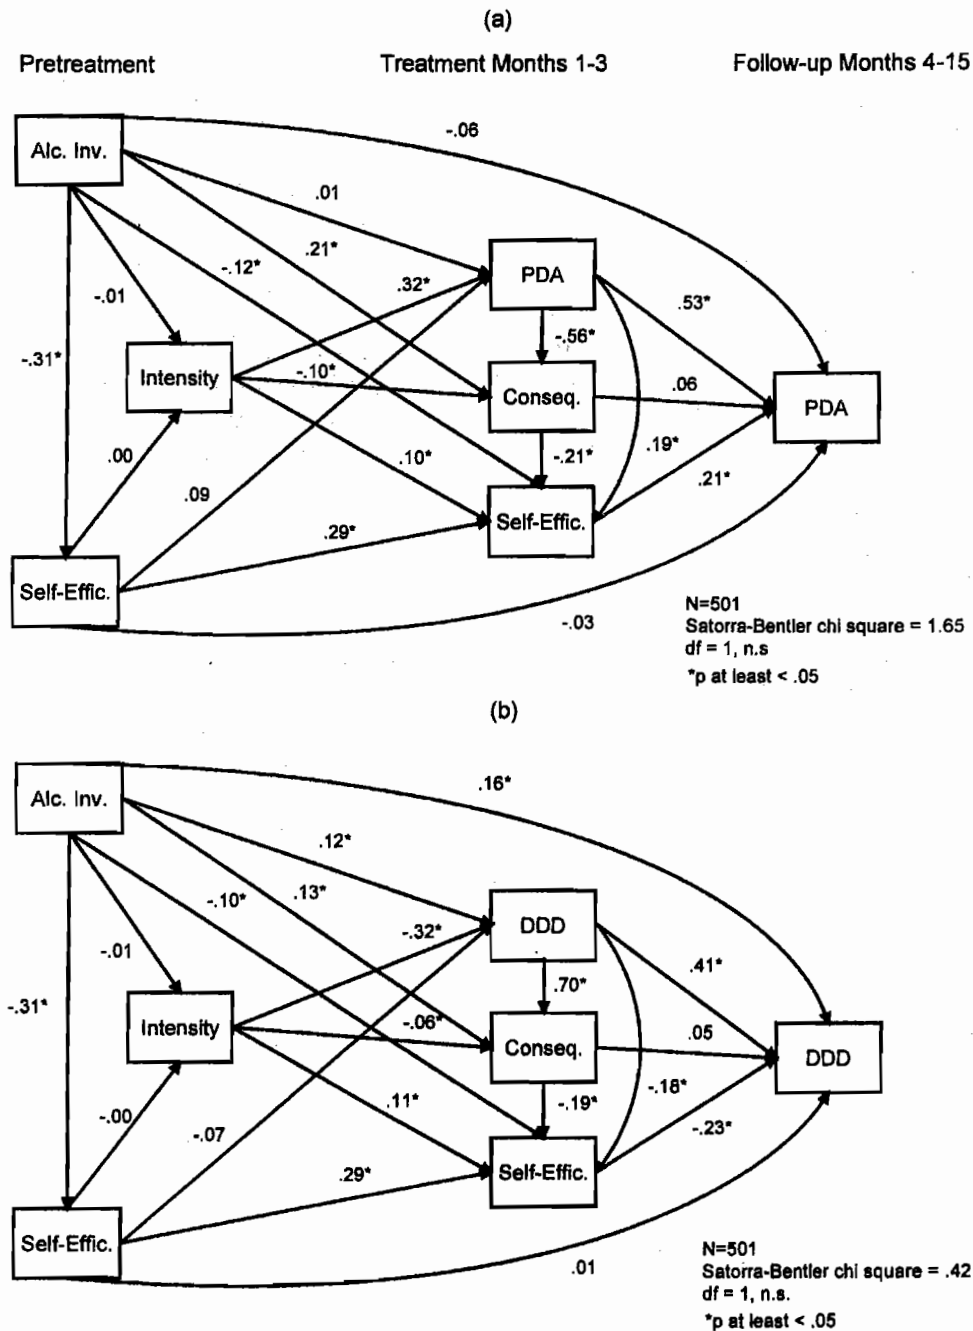 (a)
Pretreatment Treatment Months 1-3 Follow-up Months 4-15
-.06
Alc. Inv.
.01
.21*
-.12*
PDA
.32*
-.01
.53*
-.56*
-.31*
Intensity
-.10*
Conseq.
.06
PDA
.00
.10*
-.21*
.19*
.21*
.09
Self-Effic.
.29*
Self-Effic.
-.03
N=501
Satorra-Bentler chi square = 1.65
df = 1, n.s
*p at least < .05
(b)
.16*
Alc. Inv.
.12*
-.10*
.13*
DDD
-.32*
-.01
.41*
.70*
-.31*
Intensity
-.06*
Conseq.
.05
DDD
-.00
.11*
-.18*
-.19*
-.07
-.23*
Self-Effic.
.29*
Self-Effic.
.01
N=501
Satorra-Bentler chi square = .42
df = 1, n.s.
*p at least < .05